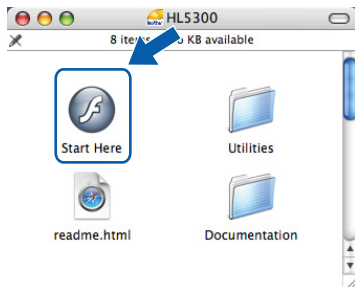 HL5300
8 items KB available
Start Here
Utilities
readme.html
Documentation